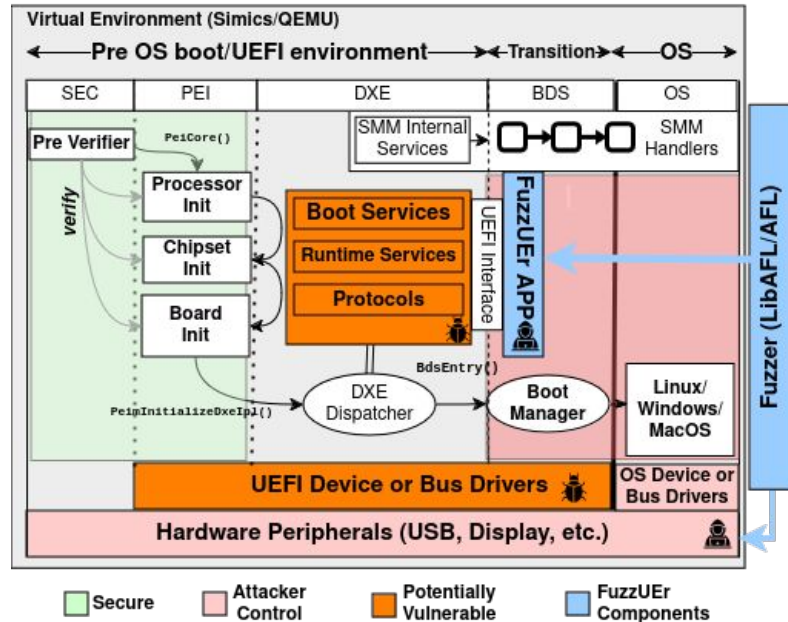 Virtual Environment (Simics/QEMU)
Pre OS boot/UEFI environment
Transition
OS
SEC
PEI
DXE
BDS
OS
Pre Verifier
PeiCore()
SMM Internal
Services
SMM
Handlers
verify
Processor
Init
Chipset
Init
Board
Init
Boot Services
Runtime Services
Protocols
UEFI Interface
FuzzUEr APP
Fuzzer (LibAFL/AFL)
BdsEntry()
PeimInitializeDxeIpl()
DXE
Dispatcher
Boot
Manager
Linux/
Windows/
MacOS
UEFI Device or Bus Drivers
OS Device or
Bus Drivers
Hardware Peripherals (USB, Display, etc.)
Secure
Attacker
Control
Potentially
Vulnerable
FuzzUEr
Components